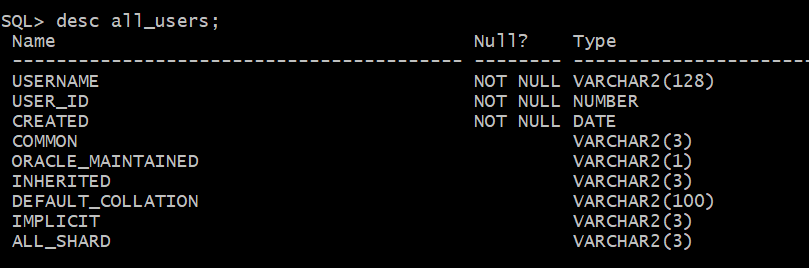 SQL> desc all_users;
Name                                      Null?    Type
----------------------------------------- -------- ----------------------
USERNAME                                  NOT NULL VARCHAR2(128)
USER_ID                                   NOT NULL NUMBER
CREATED                                   NOT NULL DATE
COMMON                                             VARCHAR2(3)
ORACLE_MAINTAINED                                  VARCHAR2(1)
INHERITED                                          VARCHAR2(3)
DEFAULT_COLLATION                                  VARCHAR2(100)
IMPLICIT                                           VARCHAR2(3)
ALL_SHARD                                          VARCHAR2(3)